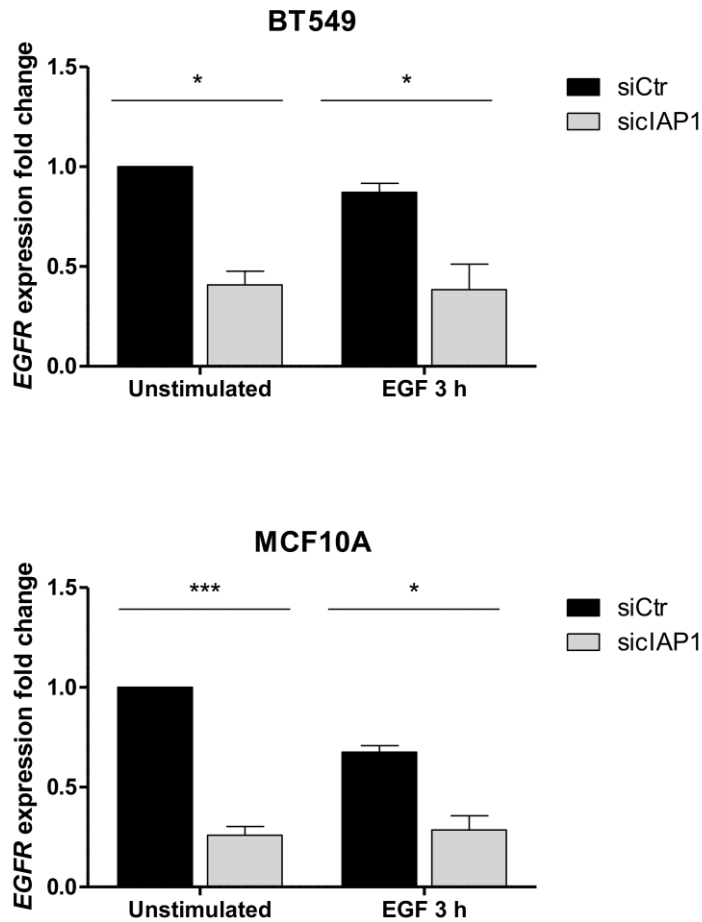 BT549
EGFR expression fold change
1.5
1.0
0.5
0.0
* *
Unstimulated EGF 3 h
siCtr
sicIAP1
MCF10A
EGFR expression fold change
1.5
1.0
0.5
0.0
*** *
Unstimulated EGF 3 h
siCtr
sicIAP1